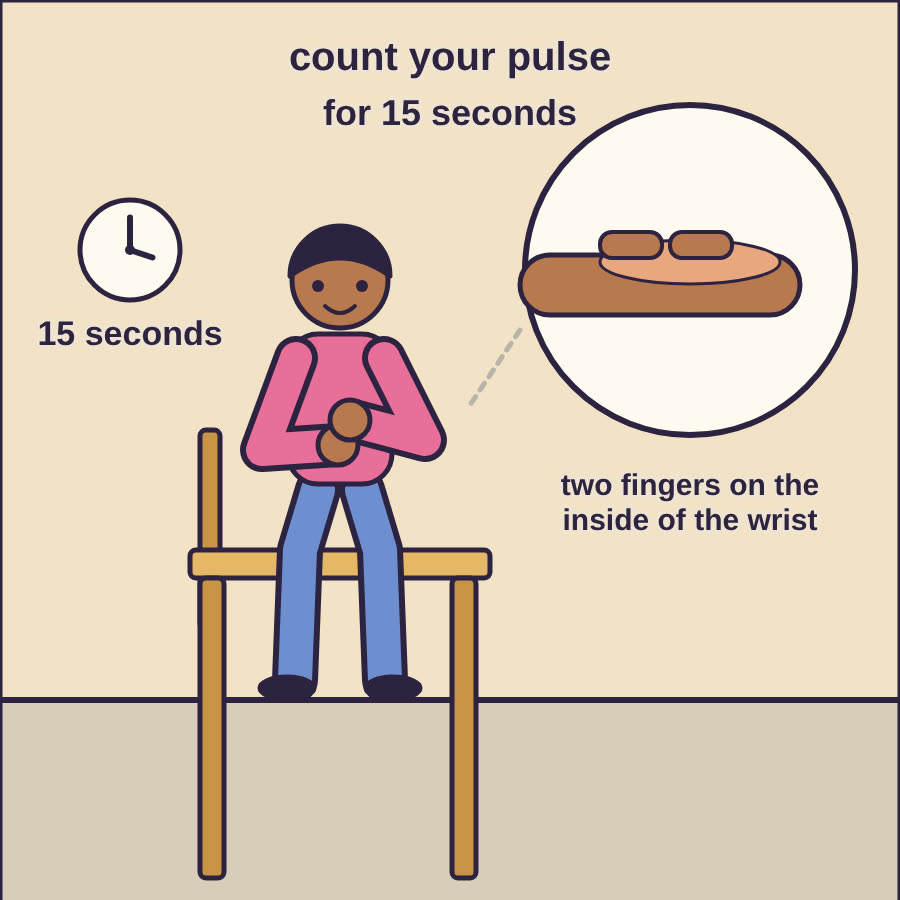 count your pulse
for 15 seconds
15 seconds
two fingers on the
inside of the wrist